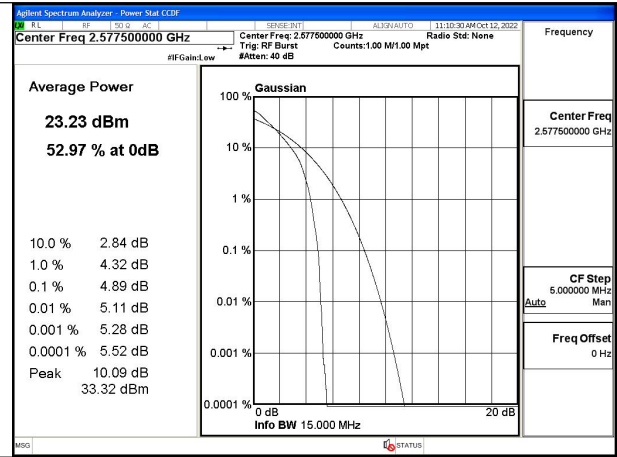 Agilent Spectrum Analyzer - Power Stat CCDF
RL RF 50 Ω AC SENSE:INT ALIGN AUTO 11:10:30 AM Oct 12, 2022
Center Freq 2.577500000 GHz
Center Freq: 2.577500000 GHz Radio Std: None
Trig: RF Burst Counts:1.00 M/1.00 Mpt
#IFGain:Low #Atten: 40 dB
Frequency
Average Power
23.23 dBm
52.97 % at 0dB
10.0 % 2.84 dB
1.0 % 4.32 dB
0.1 % 4.89 dB
0.01 % 5.11 dB
0.001 % 5.28 dB
0.0001 % 5.52 dB
Peak 10.09 dB
33.32 dBm
Gaussian
100 %
10 %
1 %
0.1 %
0.01 %
0.001 %
0.0001 %
0 dB 20 dB
Info BW 15.000 MHz
Center Freq
2.577500000 GHz
CF Step
5.000000 MHz
Auto Man
Freq Offset
0 Hz
MSG STATUS